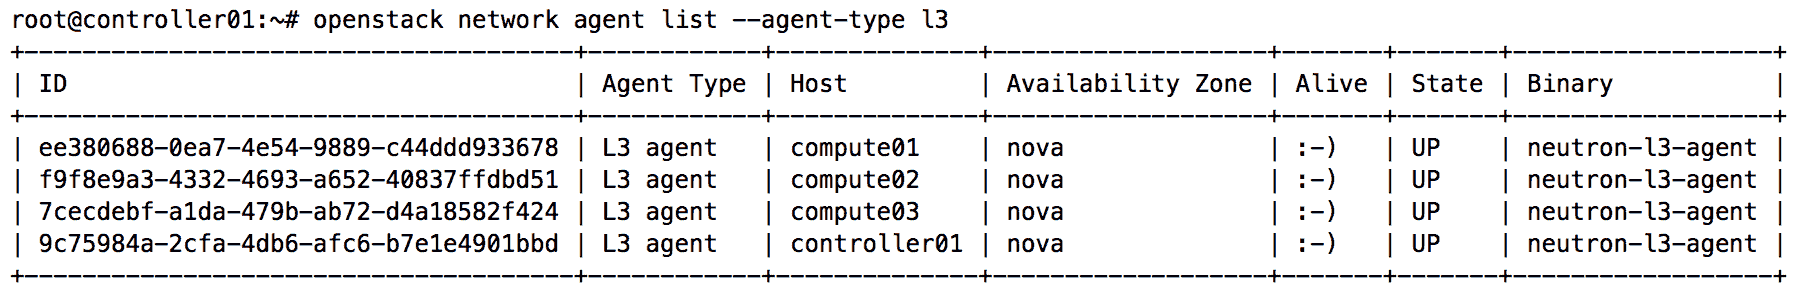 root@controller01:~# openstack network agent list --agent-type l3
+--------------------------------------+------------+--------------+-------------------+-------+-------+------------------+
| ID                                   | Agent Type | Host         | Availability Zone | Alive | State | Binary           |
+--------------------------------------+------------+--------------+-------------------+-------+-------+------------------+
| ee380688-0ea7-4e54-9889-c44ddd933678 | L3 agent   | compute01    | nova              | :-)   | UP    | neutron-l3-agent |
| f9f8e9a3-4332-4693-a652-40837ffdbd51 | L3 agent   | compute02    | nova              | :-)   | UP    | neutron-l3-agent |
| 7cecdebf-a1da-479b-ab72-d4a18582f424 | L3 agent   | compute03    | nova              | :-)   | UP    | neutron-l3-agent |
| 9c75984a-2cfa-4db6-afc6-b7e1e4901bbd | L3 agent   | controller01 | nova              | :-)   | UP    | neutron-l3-agent |
+--------------------------------------+------------+--------------+-------------------+-------+-------+------------------+